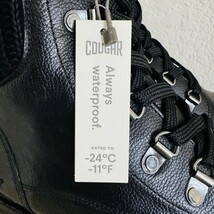 COUGAR
Always
waterproof.
RATED TO
-24°C
-11°F